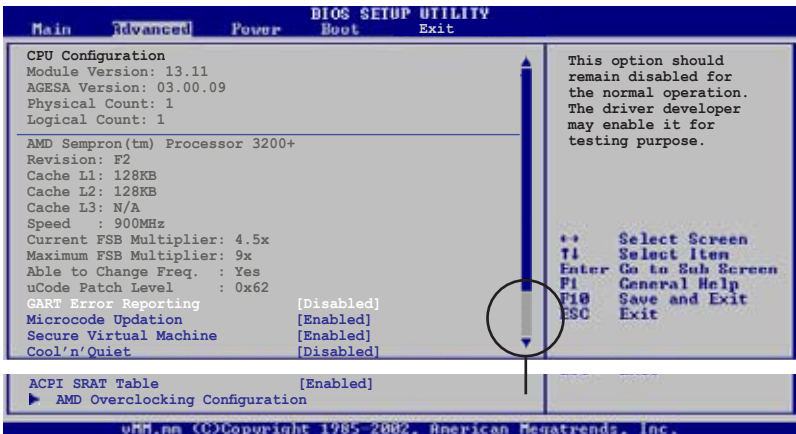 BIOS SETUP UTILITY
Main Advanced Power Boot Exit
CPU Configuration
Module Version: 13.11
AGESA Version: 03.00.09
Physical Count: 1
Logical Count: 1
AMD Sempron(tm) Processor 3200+
Revision: F2
Cache L1: 128KB
Cache L2: 128KB
Cache L3: N/A
Speed : 900MHz
Current FSB Multiplier: 4.5x
Maximum FSB Multiplier: 9x
Able to Change Freq. : Yes
uCode Patch Level : 0x62
GART Error Reporting [Disabled]
Microcode Updation [Enabled]
Secure Virtual Machine [Enabled]
Cool'n'Quiet [Disabled]
ACPI SRAT Table [Enabled]
AMD Overclocking Configuration
This option should
remain disabled for
the normal operation.
The driver developer
may enable it for
testing purpose.
↔ Select Screen
↑↓ Select Item
Enter Go to Sub Screen
F1 General Help
F10 Save and Exit
ESC Exit
(C)Copyright 1985-2002, American Megatrends, Inc.